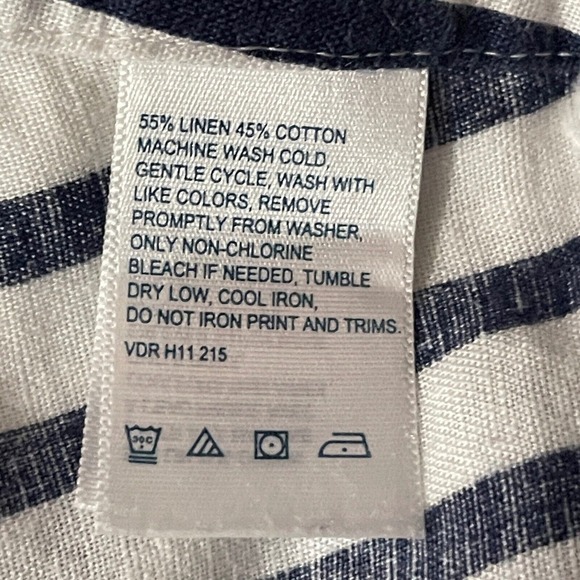 55% LINEN 45% COTTON
MACHINE WASH COLD,
GENTLE CYCLE, WASH WITH
LIKE COLORS, REMOVE
PROMPTLY FROM WASHER,
ONLY NON-CHLORINE
BLEACH IF NEEDED, TUMBLE
DRY LOW, COOL IRON,
DO NOT IRON PRINT AND TRIMS.
VDR H11 215
30C